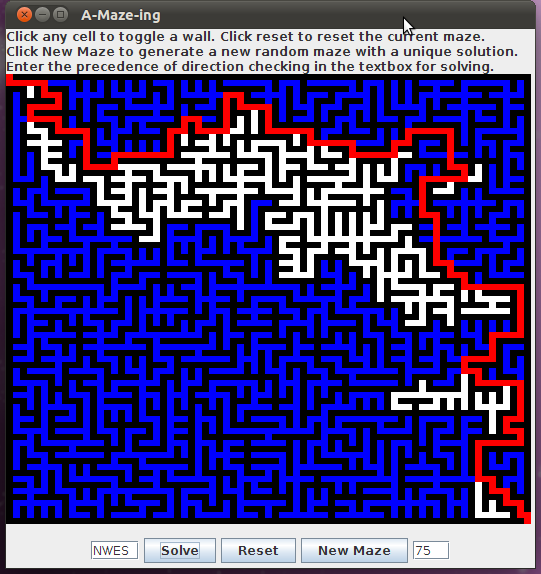 A-Maze-ing
Click any cell to toggle a wall. Click reset to reset the current maze.
Click New Maze to generate a new random maze with a unique solution.
Enter the precedence of direction checking in the textbox for solving.
NWES Solve Reset New Maze 75